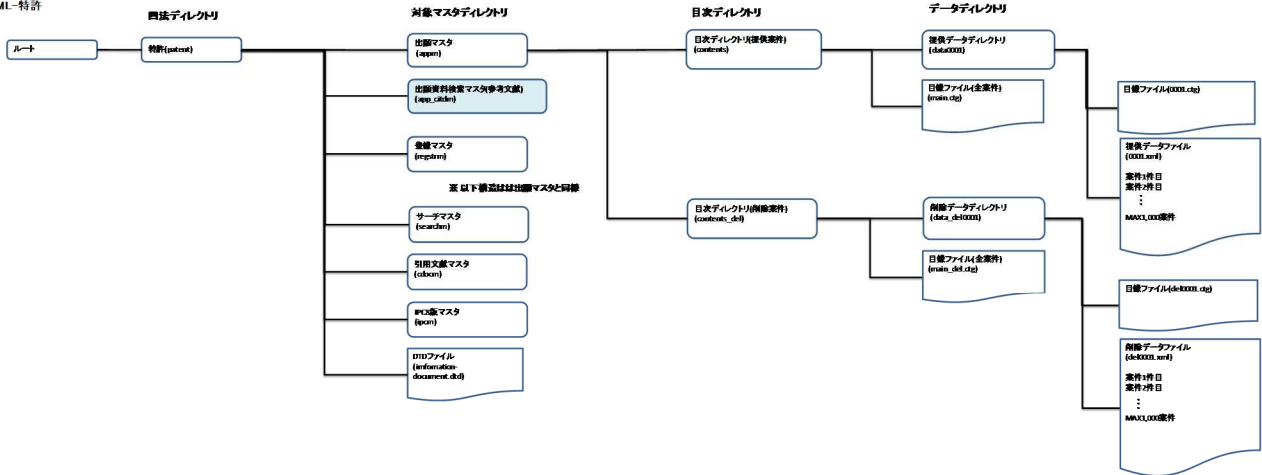 ML-特許
四法ディレクトリ
対象マスタディレクトリ
目次ディレクトリ
データディレクトリ
ルート
特許(patent)
出願マスタ
(appm)
目次ディレクトリ(提供案件)
(contents)
提供データディレクトリ
(data0001)
出願資料検索マスタ(参考文献)
(app_citdm)
目録ファイル(全案件)
(main.ctg)
目録ファイル(0001.ctg)
登録マスタ
(regstrm)
提供データファイル
(0001.xml)
案件1件目
案件2件目
⋮
MAX1,000案件
※ 以下構造はは出願マスタと同様
サーチマスタ
(searchm)
目次ディレクトリ(削除案件)
(contents_del)
削除データディレクトリ
(data_del0001)
引用文献マスタ
(cdocm)
目録ファイル(全案件)
(main_del.ctg)
目録ファイル(del0001.ctg)
IPC8版マスタ
(ipcm)
DTDファイル
(imfomation-
document.dtd)
削除データファイル
(del0001.xml)
案件1件目
案件2件目
⋮
MAX1,000案件